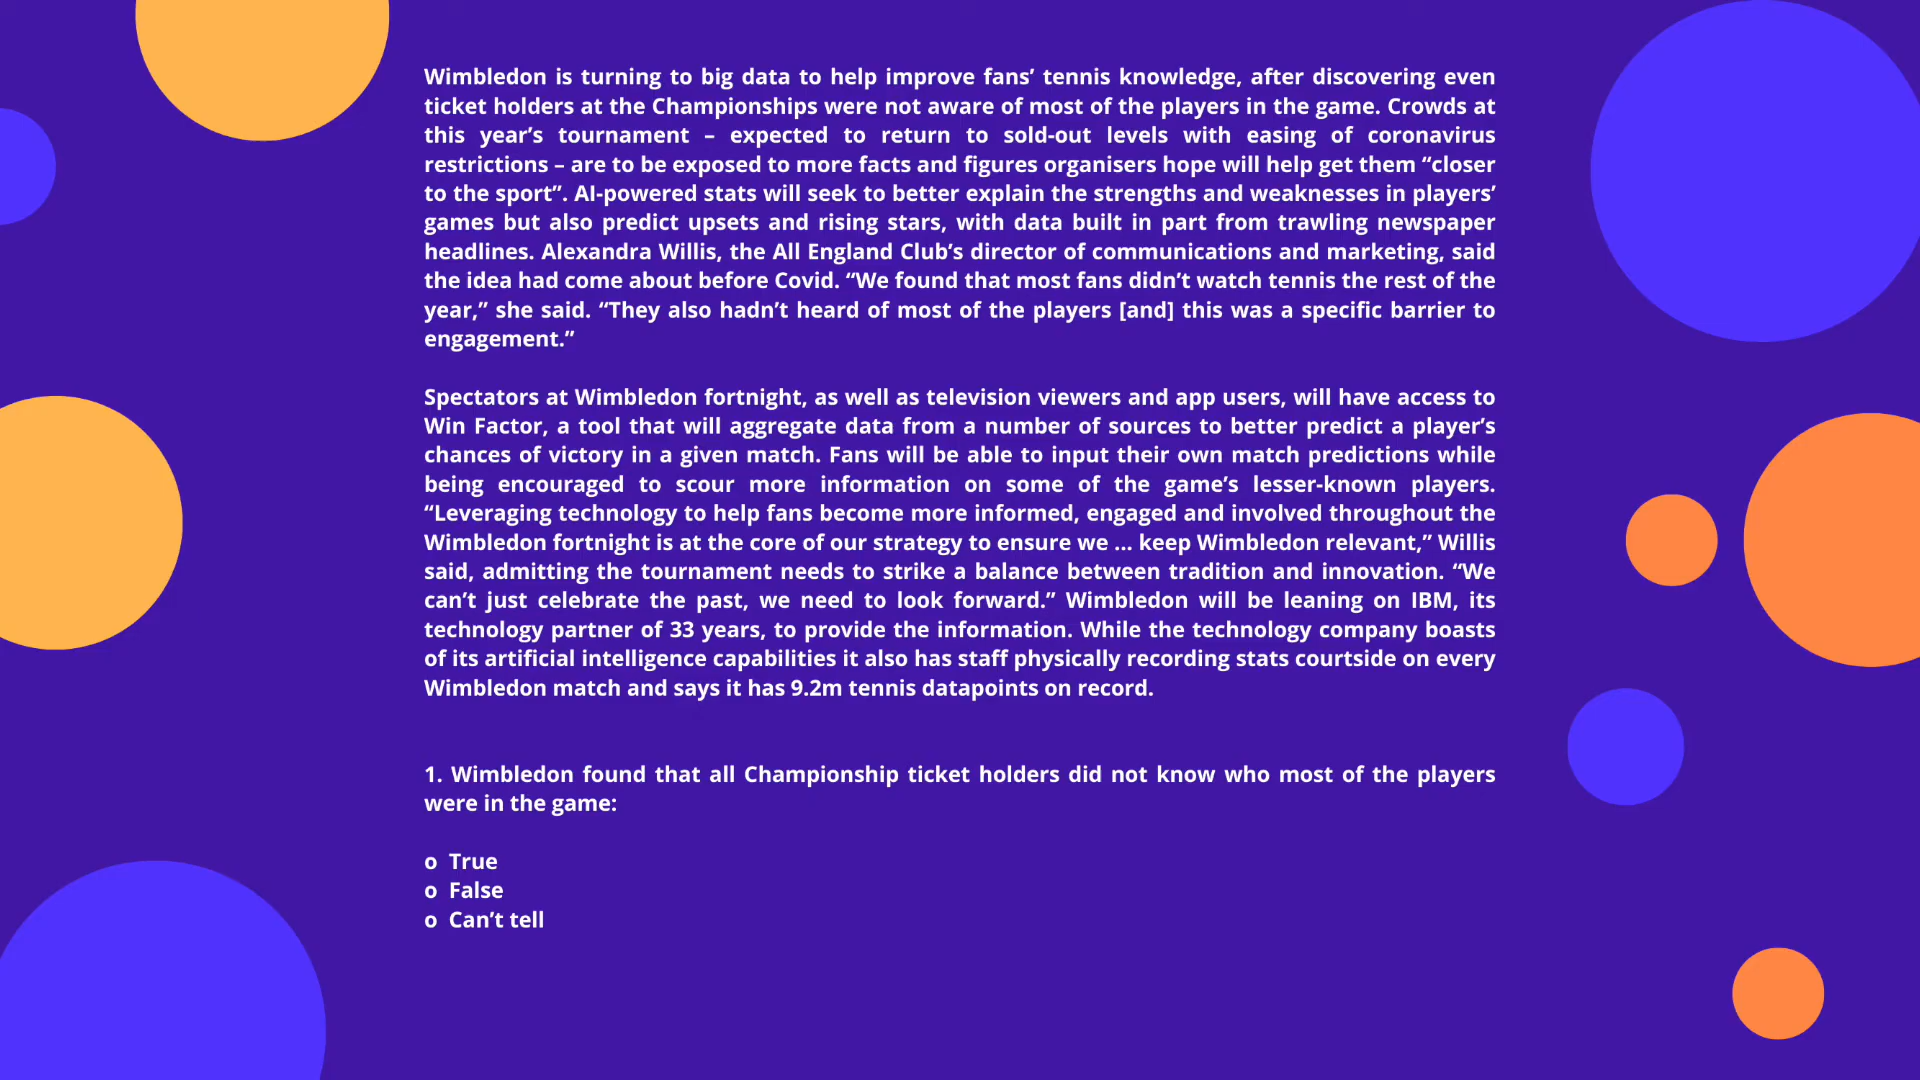 Wimbledon is turning to big data to help improve fans’ tennis knowledge, after discovering even
ticket holders at the Championships were not aware of most of the players in the game. Crowds at
this year’s tournament – expected to return to sold-out levels with easing of coronavirus
restrictions – are to be exposed to more facts and figures organisers hope will help get them “closer
to the sport”. AI-powered stats will seek to better explain the strengths and weaknesses in players’
games but also predict upsets and rising stars, with data built in part from trawling newspaper
headlines. Alexandra Willis, the All England Club’s director of communications and marketing, said
the idea had come about before Covid. “We found that most fans didn’t watch tennis the rest of the
year,” she said. “They also hadn’t heard of most of the players [and] this was a specific barrier to
engagement.”
Spectators at Wimbledon fortnight, as well as television viewers and app users, will have access to
Win Factor, a tool that will aggregate data from a number of sources to better predict a player’s
chances of victory in a given match. Fans will be able to input their own match predictions while
being encouraged to scour more information on some of the game’s lesser-known players.
“Leveraging technology to help fans become more informed, engaged and involved throughout the
Wimbledon fortnight is at the core of our strategy to ensure we … keep Wimbledon relevant,” Willis
said, admitting the tournament needs to strike a balance between tradition and innovation. “We
can’t just celebrate the past, we need to look forward.” Wimbledon will be leaning on IBM, its
technology partner of 33 years, to provide the information. While the technology company boasts
of its artificial intelligence capabilities it also has staff physically recording stats courtside on every
Wimbledon match and says it has 9.2m tennis datapoints on record.
1. Wimbledon found that all Championship ticket holders did not know who most of the players
were in the game:
o True
o False
o Can’t tell